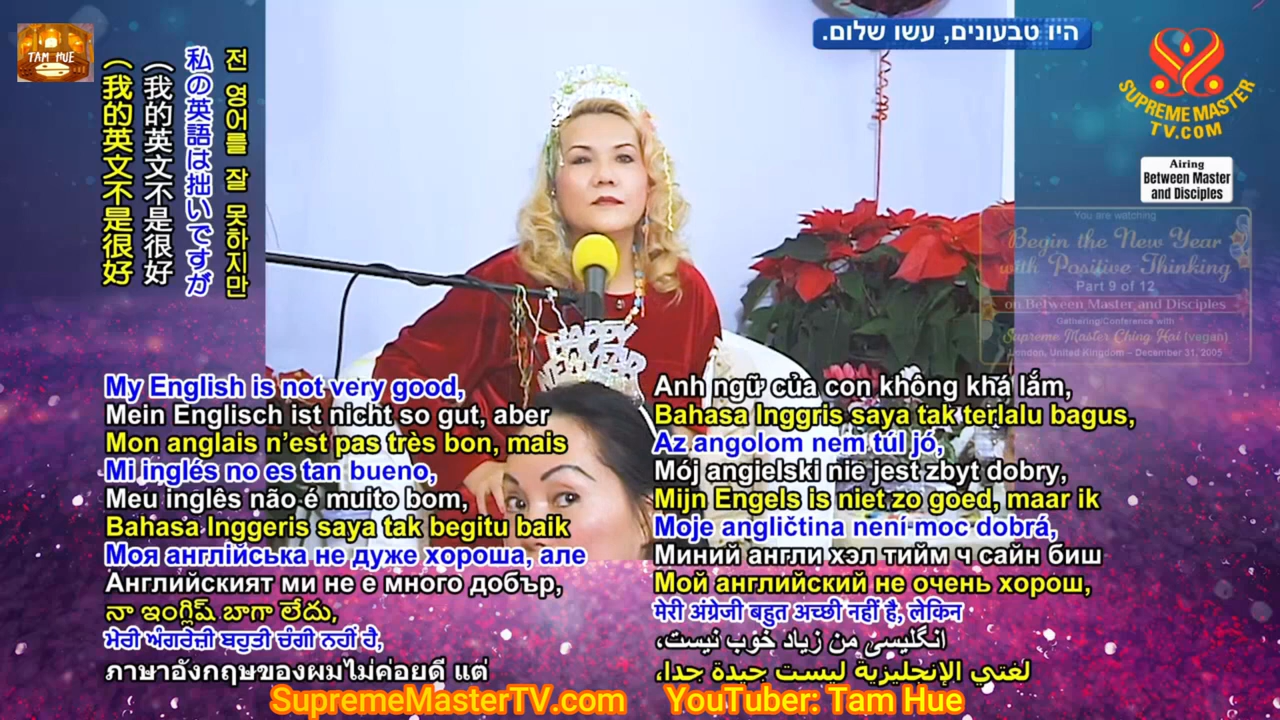 TAM HUE
היו טבעונים, עשו שלום.
SUPREME MASTER
TV.COM
Airing
Between Master
and Disciples
You are watching
Begin the New Year
with Positive Thinking
Part 9 of 12
on Between Master and Disciples
Gathering/Conference with
Supreme Master Ching Hai (vegan)
London, United Kingdom – December 31, 2005
전 영어를 잘 못하지만
私の英語は拙いですが
(我的英文不是很好
(我的英文不是很好
HAPPY
NEW YEAR
My English is not very good,
Mein Englisch ist nicht so gut, aber
Mon anglais n’est pas très bon, mais
Mi inglés no es tan bueno,
Meu inglês não é muito bom,
Bahasa Inggeris saya tak begitu baik
Моя англійська не дуже хороша, але
Английският ми не е много добър,
నా ఇంగ్లిష్ బాగా లేదు,
ਮੇਰੀ ਅੰਗਰੇਜ਼ੀ ਬਹੁਤੀ ਚੰਗੀ ਨਹੀਂ ਹੈ,
ภาษาอังกฤษของผมไม่ค่อยดี แต่
Anh ngữ của con không khá lắm,
Bahasa Inggris saya tak terlalu bagus,
Az angolom nem túl jó,
Mój angielski nie jest zbyt dobry,
Mijn Engels is niet zo goed, maar ik
Moje angličtina není moc dobrá,
Миний англи хэл тийм ч сайн биш
Мой английский не очень хорош,
मेरी अंग्रेजी बहुत अच्छी नहीं है, लेकिन
انگلیسی من زیاد خوب نیست،
لغتي الإنجليزية ليست جيدة جدا،
SupremeMasterTV.com YouTuber: Tam Hue